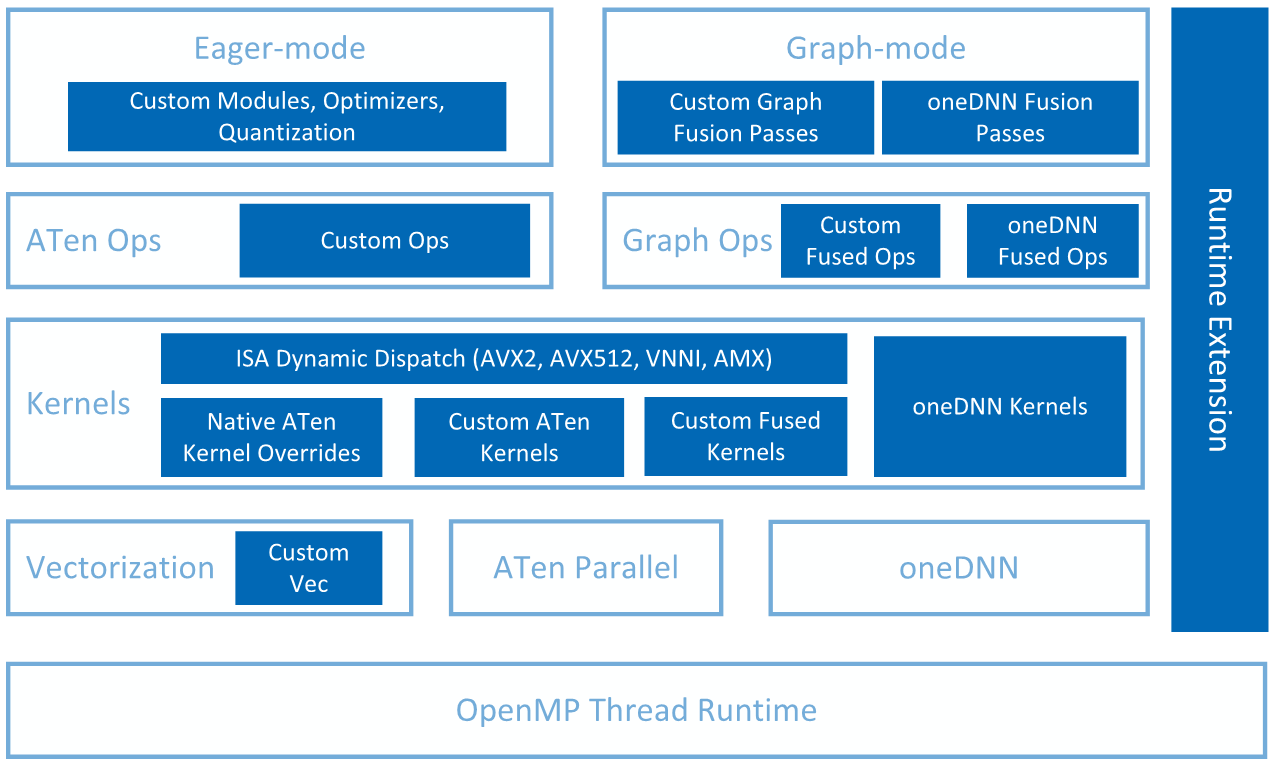 Eager-mode
Custom Modules, Optimizers,
Quantization
Graph-mode
Custom Graph
Fusion Passes
oneDNN Fusion
Passes
ATen Ops
Custom Ops
Graph Ops
Custom
Fused Ops
oneDNN
Fused Ops
Kernels
ISA Dynamic Dispatch (AVX2, AVX512, VNNI, AMX)
Native ATen
Kernel Overrides
Custom ATen
Kernels
Custom Fused
Kernels
oneDNN Kernels
Vectorization
Custom
Vec
ATen Parallel
oneDNN
Runtime Extension
OpenMP Thread Runtime